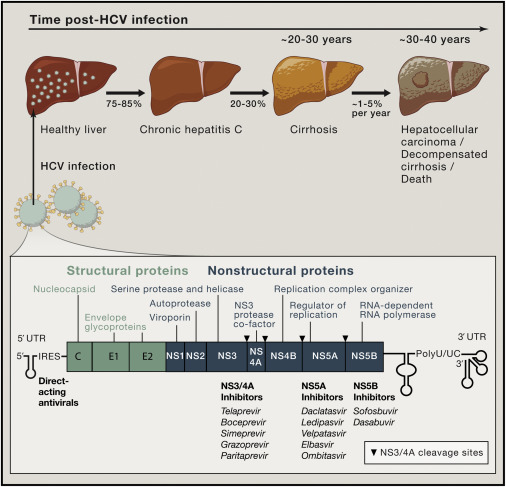 Time post-HCV infection
~20-30 years
~30-40 years
75-85%
20-30%
~1-5%
per year
Healthy liver
Chronic hepatitis C
Cirrhosis
Hepatocellular
carcinoma /
Decompensated
cirrhosis /
Death
HCV infection
Structural proteins
Nonstructural proteins
Nucleocapsid
Serine protease and helicase
Replication complex organizer
Autoprotease
NS3
protease
co-factor
Regulator of
replication
RNA-dependent
RNA polymerase
Envelope
glycoproteins
Viroporin
5' UTR
3' UTR
5'
IRES
C
E1
E2
NS1
NS2
NS3
NS
4A
NS4B
NS5A
NS5B
PolyU/UC
3'
Direct-
acting
antivirals
NS3/4A
Inhibitors
Telaprevir
Boceprevir
Simeprevir
Grazoprevir
Paritaprevir
NS5A
Inhibitors
Daclatasvir
Ledipasvir
Velpatasvir
Elbasvir
Ombitasvir
NS5B
Inhibitors
Sofosbuvir
Dasabuvir
▼ NS3/4A cleavage sites